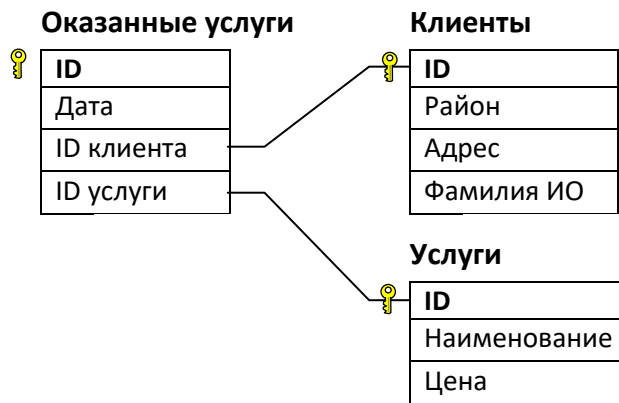 Оказанные услуги
ID
Дата
ID клиента
ID услуги
Клиенты
ID
Район
Адрес
Фамилия ИО
Услуги
ID
Наименование
Цена